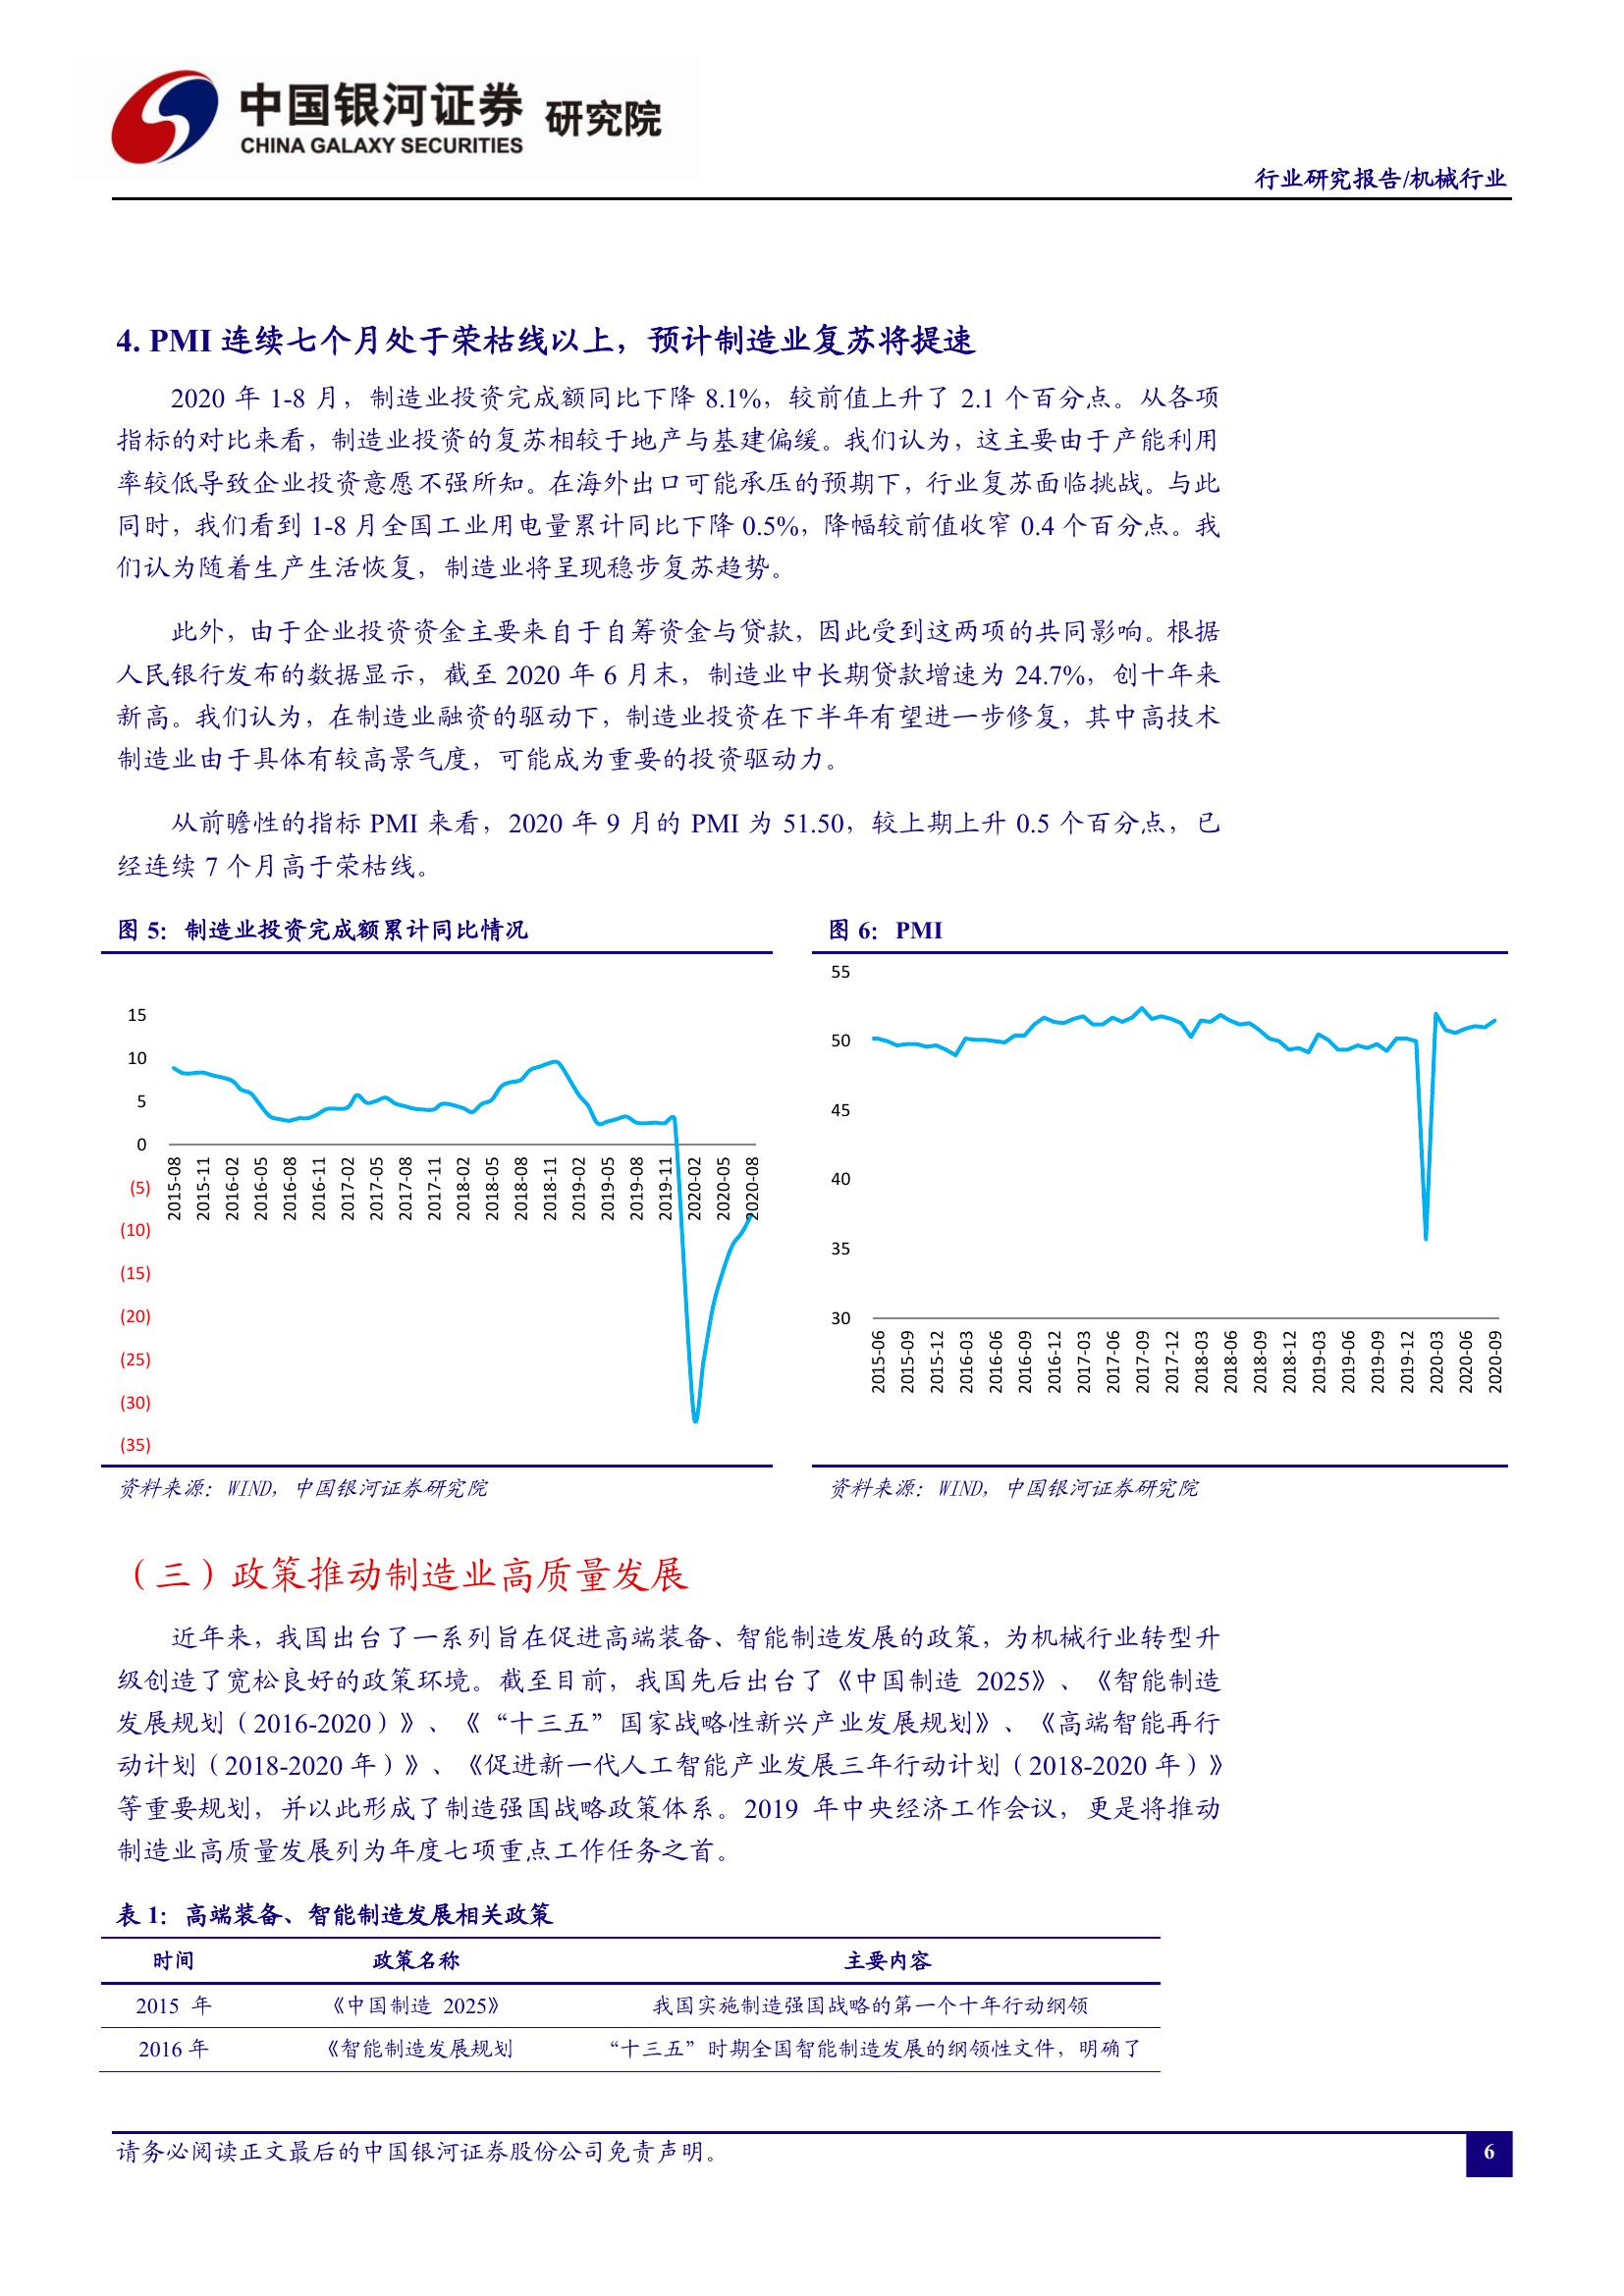 中国银河证券 研究院
CHINA GALAXY SECURITIES
行业研究报告/机械行业
4. PMI 连续七个月处于荣枯线以上，预计制造业复苏将提速
2020 年 1-8 月，制造业投资完成额同比下降 8.1%，较前值上升了 2.1 个百分点。从各项
指标的对比来看，制造业投资的复苏相较于地产与基建偏缓。我们认为，这主要由于产能利用
率较低导致企业投资意愿不强所知。在海外出口可能承压的预期下，行业复苏面临挑战。与此
同时，我们看到 1-8 月全国工业用电量累计同比下降 0.5%，降幅较前值收窄 0.4 个百分点。我
们认为随着生产生活恢复，制造业将呈现稳步复苏趋势。
此外，由于企业投资资金主要来自于自筹资金与贷款，因此受到这两项的共同影响。根据
人民银行发布的数据显示，截至 2020 年 6 月末，制造业中长期贷款增速为 24.7%，创十年来
新高。我们认为，在制造业融资的驱动下，制造业投资在下半年有望进一步修复，其中高技术
制造业由于具体有较高景气度，可能成为重要的投资驱动力。
从前瞻性的指标 PMI 来看，2020 年 9 月的 PMI 为 51.50，较上期上升 0.5 个百分点，已
经连续 7 个月高于荣枯线。
图 5：制造业投资完成额累计同比情况
15
10
5
0
(5)
(10)
(15)
(20)
(25)
(30)
(35)
2015-08
2015-11
2016-02
2016-05
2016-08
2016-11
2017-02
2017-05
2017-08
2017-11
2018-02
2018-05
2018-08
2018-11
2019-02
2019-05
2019-08
2019-11
2020-02
2020-05
2020-08
资料来源：WIND，中国银河证券研究院
图 6：PMI
55
50
45
40
35
30
2015-06
2015-09
2015-12
2016-03
2016-06
2016-09
2016-12
2017-03
2017-06
2017-09
2017-12
2018-03
2018-06
2018-09
2018-12
2019-03
2019-06
2019-09
2019-12
2020-03
2020-06
2020-09
资料来源：WIND，中国银河证券研究院
（三）政策推动制造业高质量发展
近年来，我国出台了一系列旨在促进高端装备、智能制造发展的政策，为机械行业转型升
级创造了宽松良好的政策环境。截至目前，我国先后出台了《中国制造 2025》、《智能制造
发展规划（2016-2020）》、《“十三五”国家战略性新兴产业发展规划》、《高端智能再行
动计划（2018-2020 年）》、《促进新一代人工智能产业发展三年行动计划（2018-2020 年）》
等重要规划，并以此形成了制造强国战略政策体系。2019 年中央经济工作会议，更是将推动
制造业高质量发展列为年度七项重点工作任务之首。
表 1：高端装备、智能制造发展相关政策
时间 政策名称 主要内容
2015 年 《中国制造 2025》 我国实施制造强国战略的第一个十年行动纲领
2016 年 《智能制造发展规划 “十三五”时期全国智能制造发展的纲领性文件，明确了
请务必阅读正文最后的中国银河证券股份公司免责声明。
6